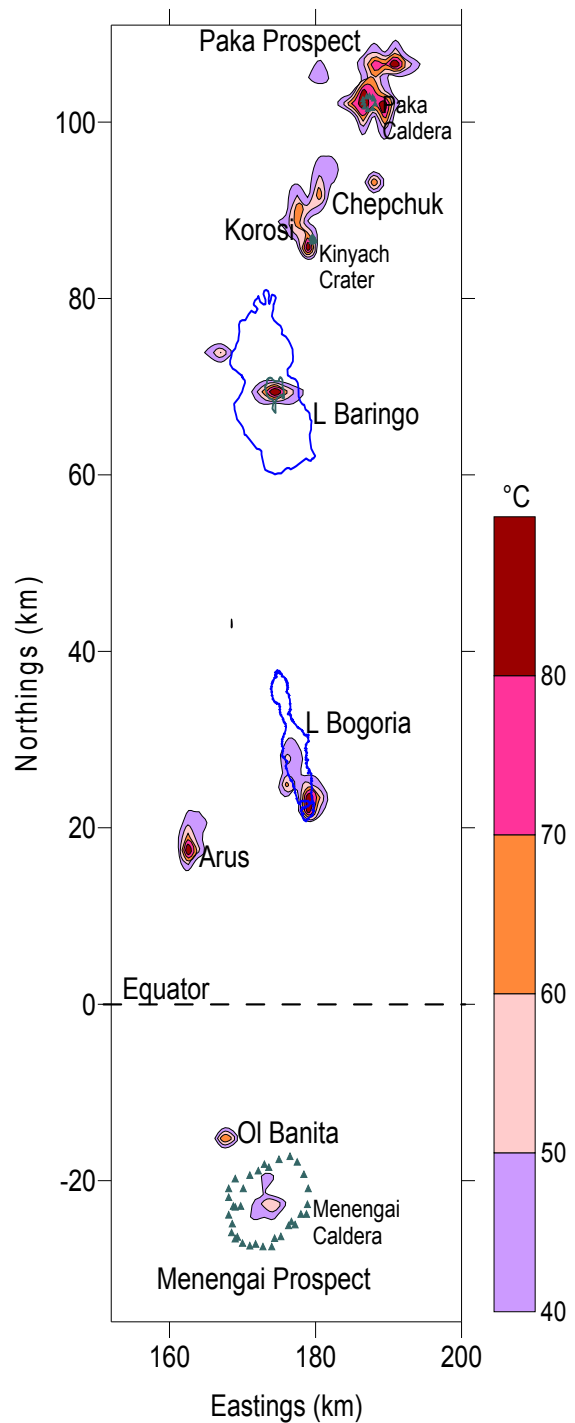 Paka Prospect
Paka
Caldera
100
Chepchuk
Korosi
Kinyach
Crater
80
L Baringo
60
°C
Northings (km)
40
80
L Bogoria
70
20
Arus
60
Equator
0
50
Ol Banita
-20
Menengai
Caldera
Menengai Prospect
40
160
180
200
Eastings (km)